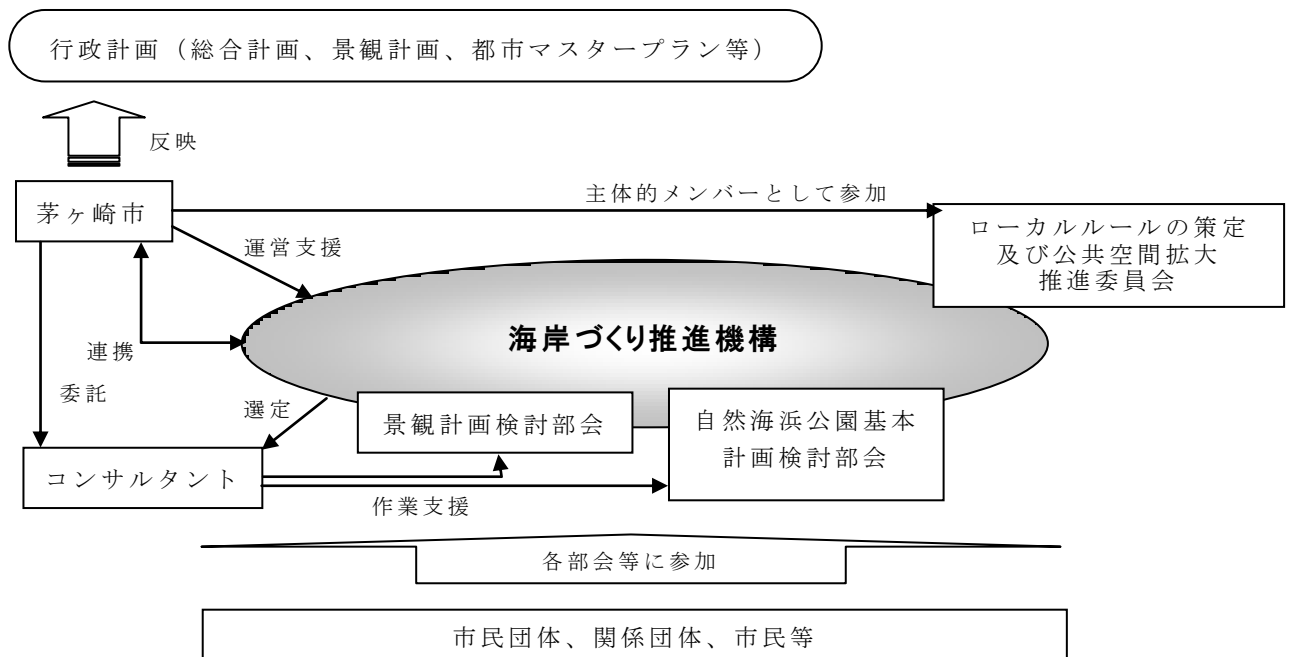 行政計画（総合計画、景観計画、都市マスタープラン等）
反映
茅ヶ崎市
主体的メンバーとして参加
ローカルルールの策定
及び公共空間拡大
推進委員会
運営支援
海岸づくり推進機構
連携
委託
選定
景観計画検討部会
自然海浜公園基本
計画検討部会
コンサルタント
作業支援
各部会等に参加
市民団体、関係団体、市民等